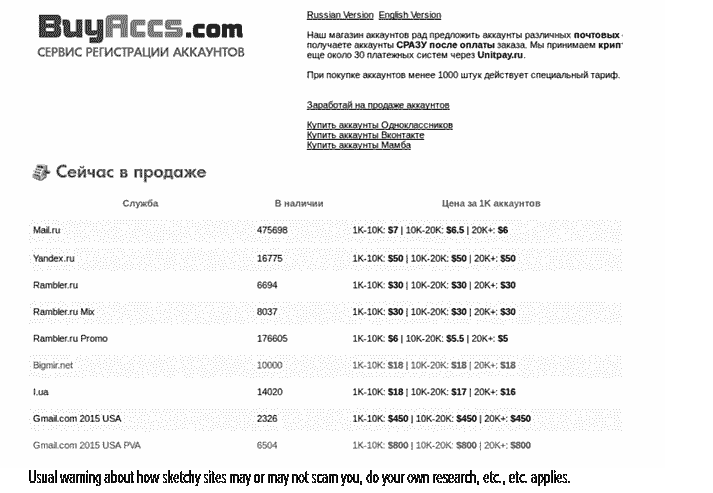 BuyAccs.com
СЕРВИС РЕГИСТРАЦИИ АККАУНТОВ
Russian Version English Version
Наш магазин аккаунтов рад предложить аккаунты различных почтовых
получаете аккаунты СРАЗУ после оплаты заказа. Мы принимаем крип
еще около 30 платежных систем через Unitpay.ru.
При покупке аккаунтов менее 1000 штук действует специальный тариф.
Заработай на продаже аккаунтов
Купить аккаунты Одноклассников
Купить аккаунты Вконтакте
Купить аккаунты Мамба
Сейчас в продаже
Служба В наличии Цена за 1K аккаунтов
Mail.ru 475698 1K-10K: $7 | 10K-20K: $6.5 | 20K+: $6
Yandex.ru 16775 1K-10K: $50 | 10K-20K: $50 | 20K+: $50
Rambler.ru 6694 1K-10K: $30 | 10K-20K: $30 | 20K+: $30
Rambler.ru Mix 8037 1K-10K: $30 | 10K-20K: $30 | 20K+: $30
Rambler.ru Promo 176605 1K-10K: $6 | 10K-20K: $5.5 | 20K+: $5
Bigmir.net 10000 1K-10K: $18 | 10K-20K: $18 | 20K+: $18
I.ua 14020 1K-10K: $18 | 10K-20K: $17 | 20K+: $16
Gmail.com 2015 USA 2326 1K-10K: $450 | 10K-20K: $450 | 20K+: $450
Gmail.com 2015 USA PVA 6504 1K-10K: $800 | 10K-20K: $800 | 20K+: $800
Usual warning about how sketchy sites may or may not scam you, do your own research, etc., etc. applies.